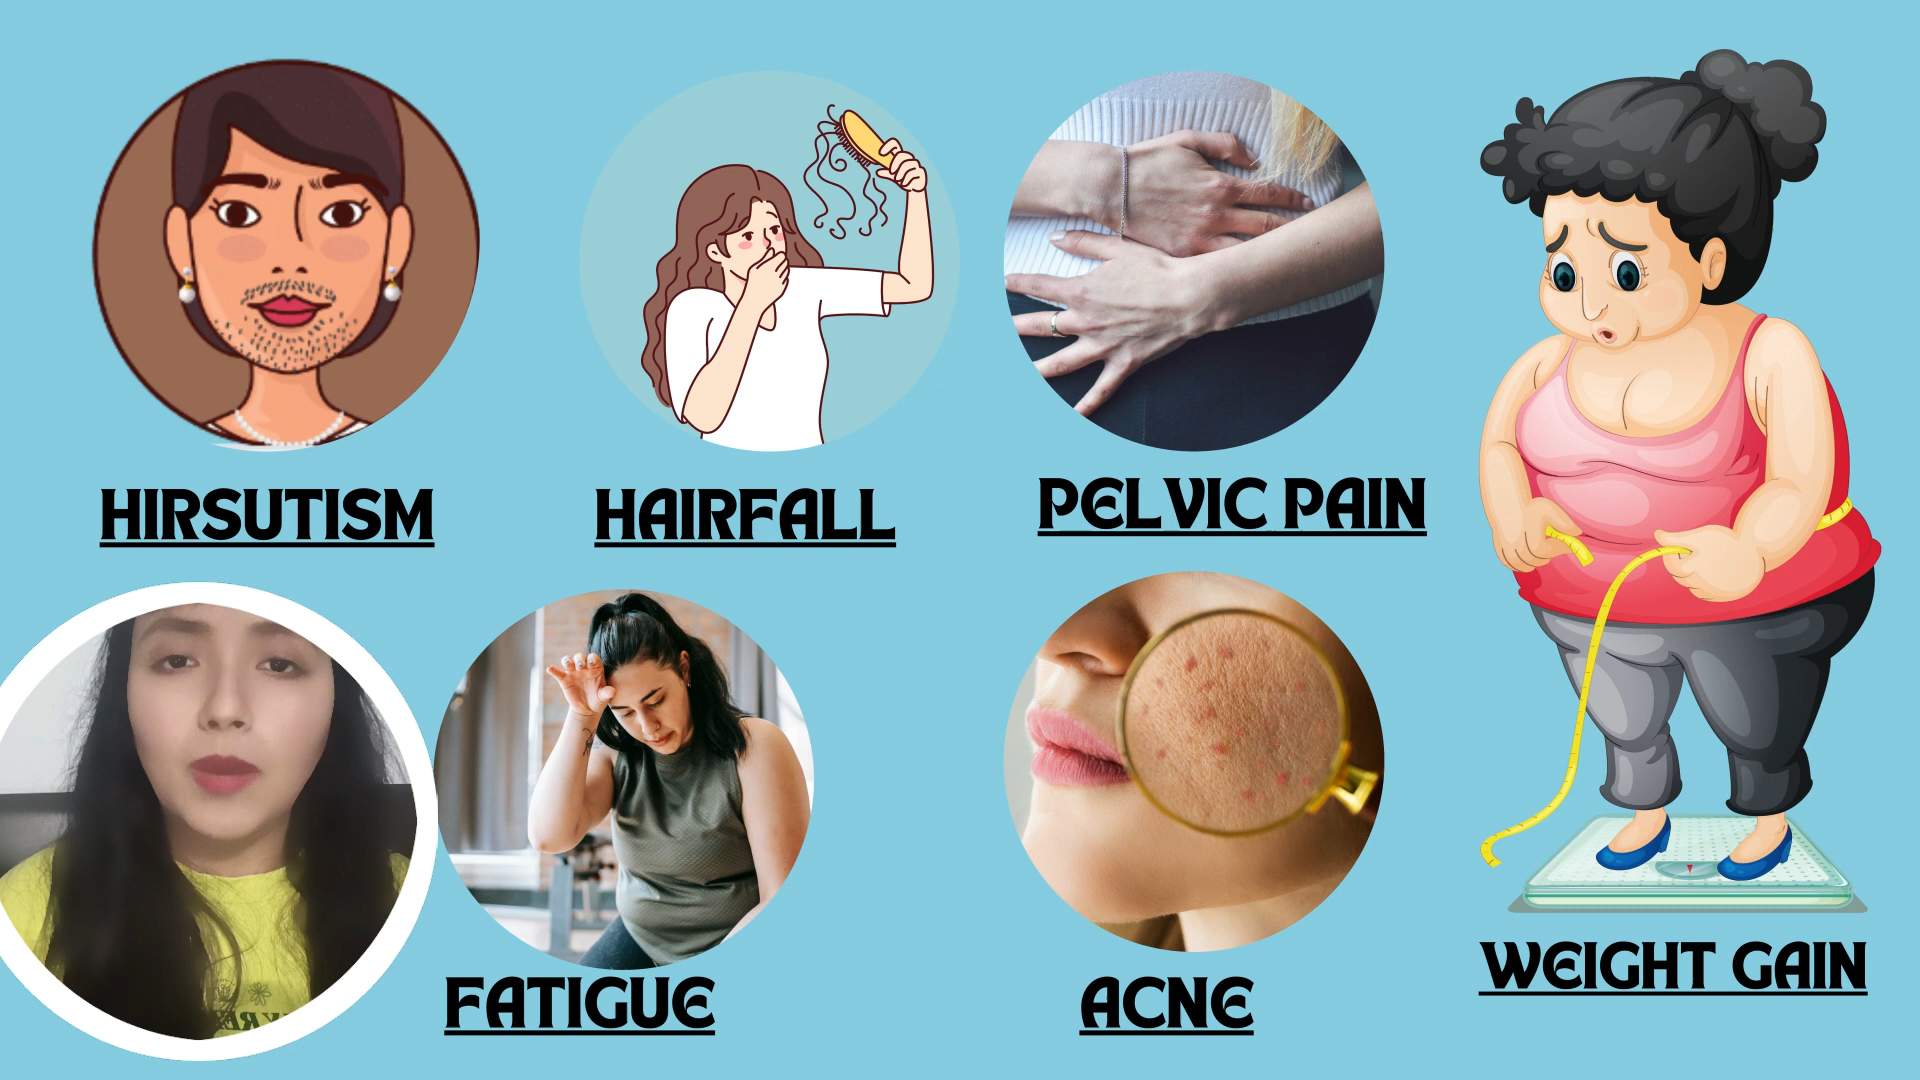 HIRSUTISM
HAIRFALL
PELVIC PAIN
FATIGUE
ACNE
WEIGHT GAIN